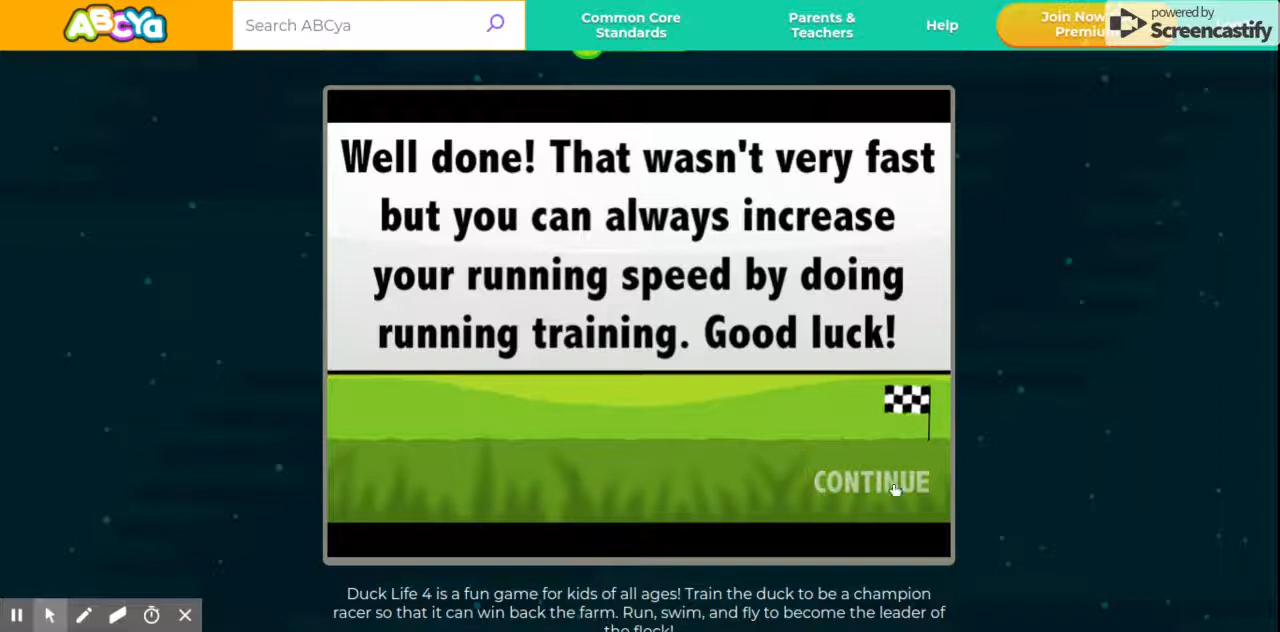 ABCya
Search ABCya
Common Core
Standards
Parents &
Teachers
Help
Join Now
Premium
powered by
Screencastify
Well done! That wasn't very fast
but you can always increase
your running speed by doing
running training. Good luck!
CONTINUE
Duck Life 4 is a fun game for kids of all ages! Train the duck to be a champion
racer so that it can win back the farm. Run, swim, and fly to become the leader of
the flock!